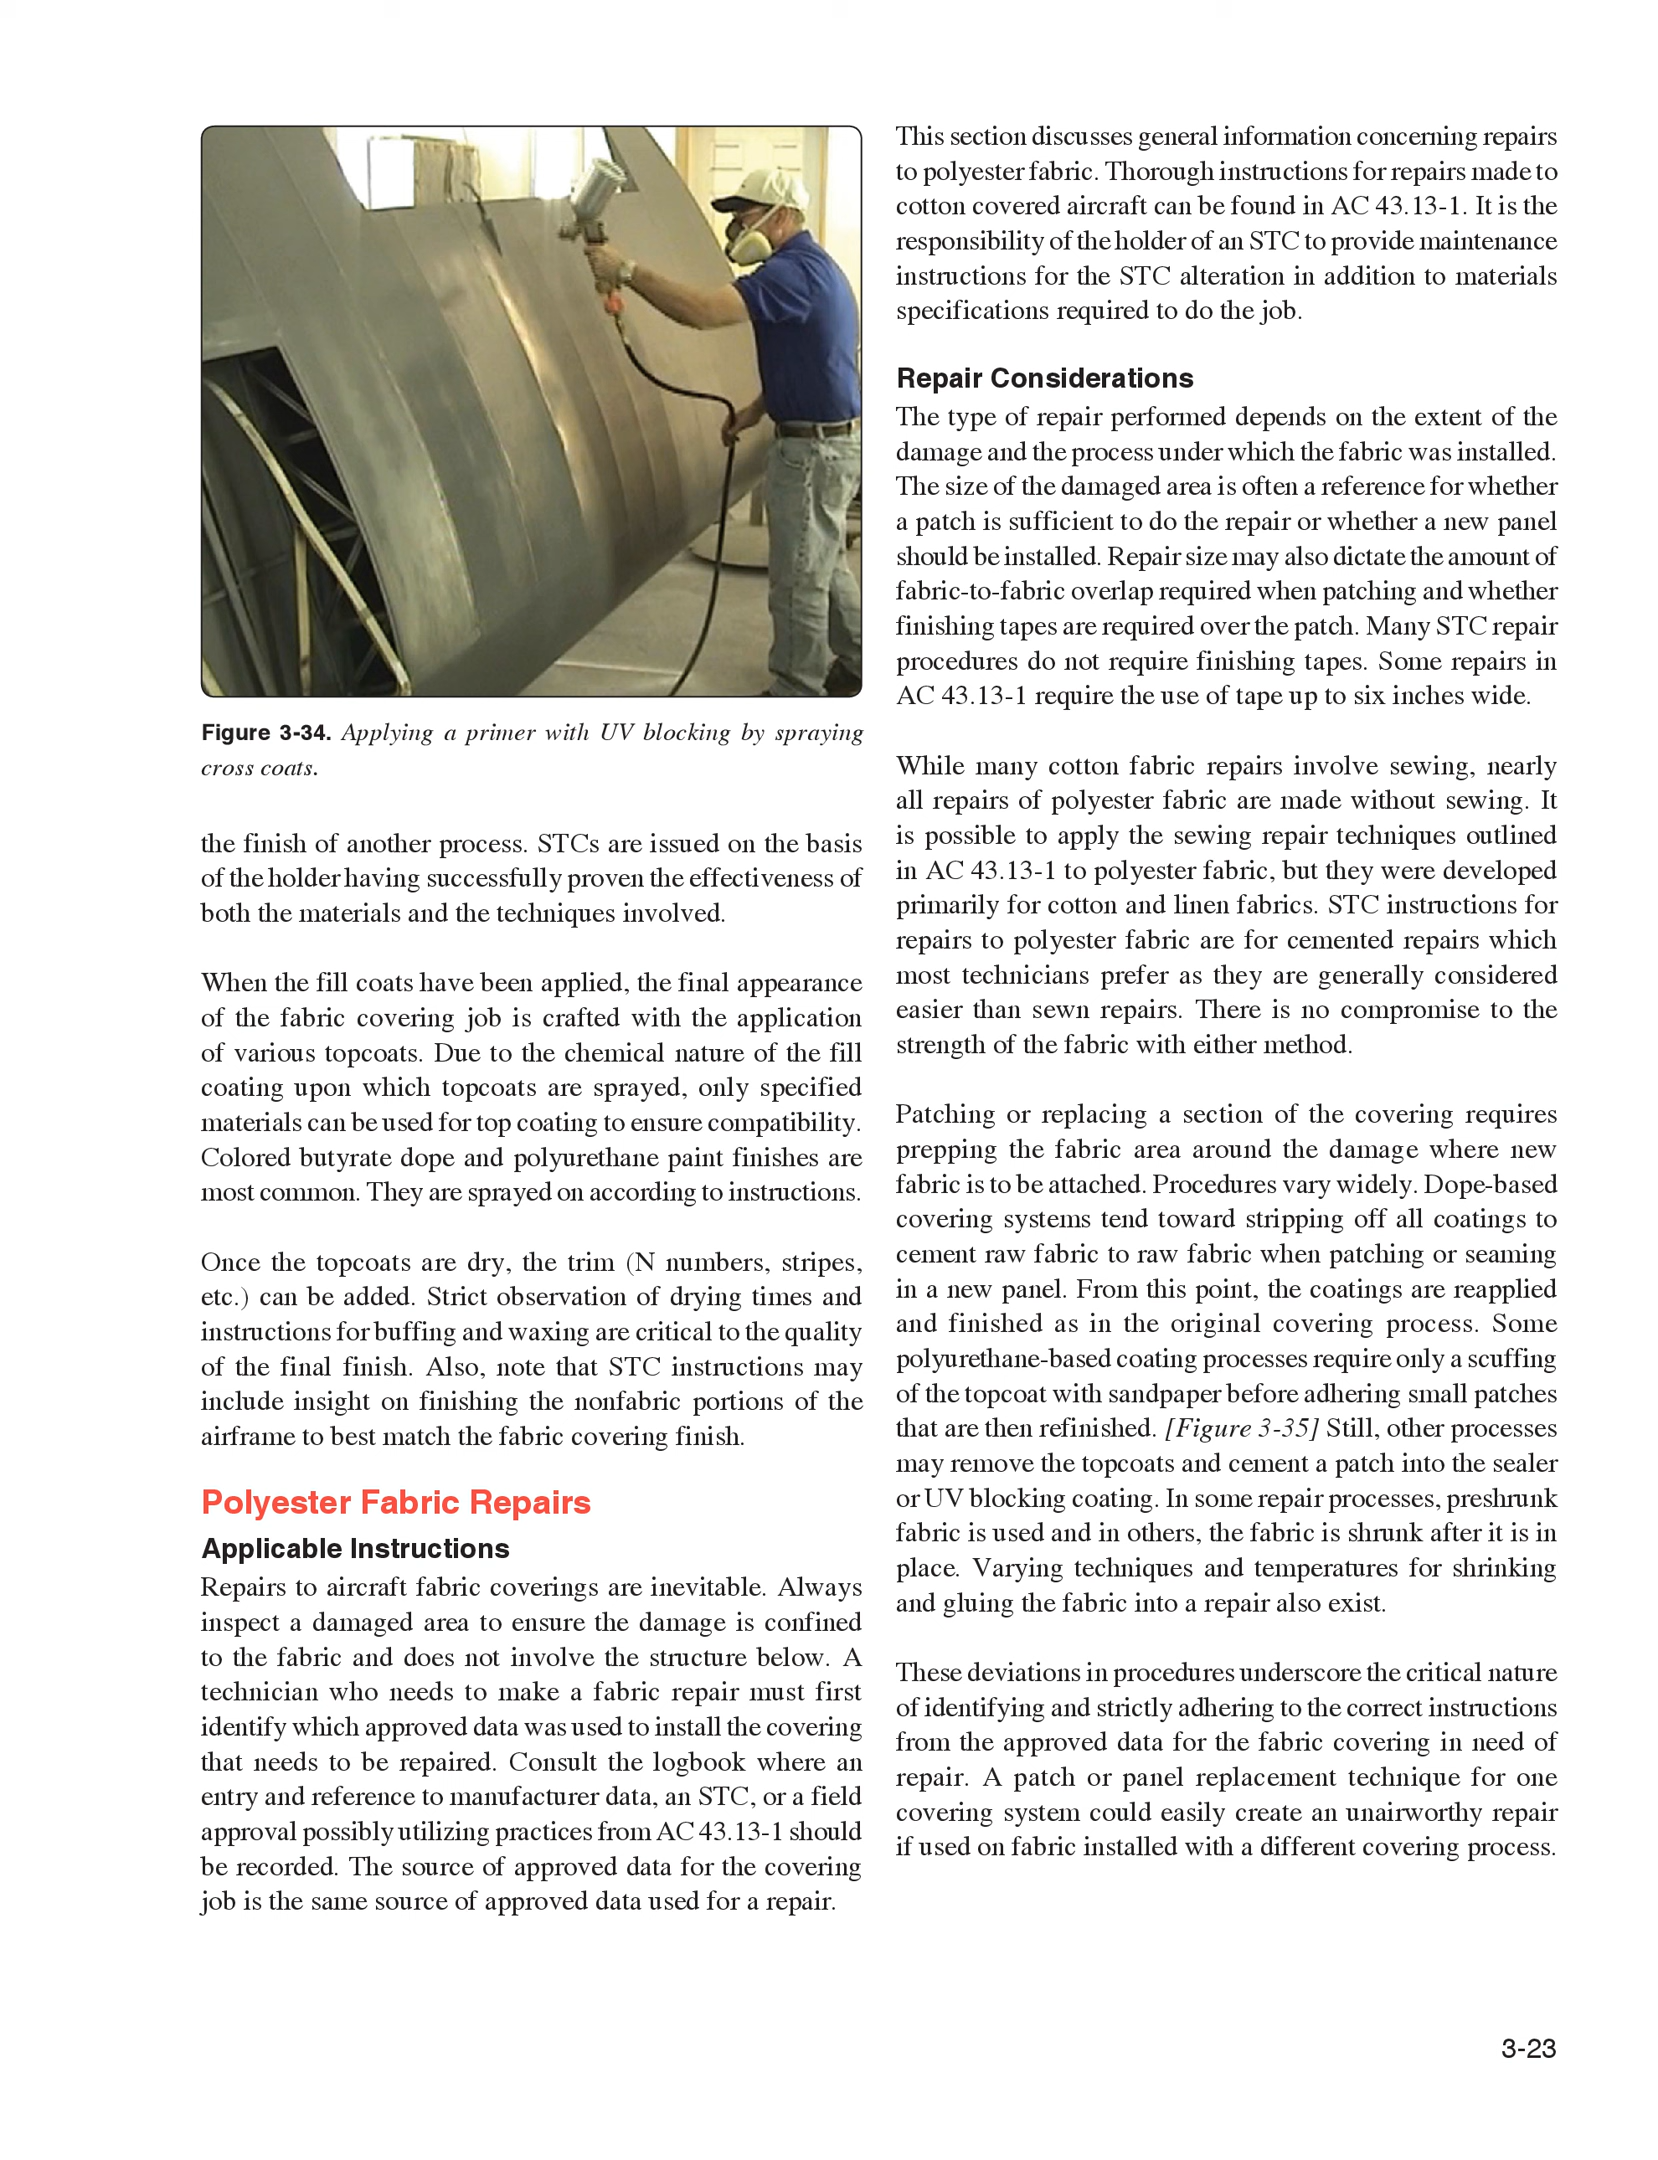 Figure 3-34. Applying a primer with UV blocking by spraying
cross coats.
the finish of another process. STCs are issued on the basis
of the holder having successfully proven the effectiveness of
both the materials and the techniques involved.
When the fill coats have been applied, the final appearance
of the fabric covering job is crafted with the application
of various topcoats. Due to the chemical nature of the fill
coating upon which topcoats are sprayed, only specified
materials can be used for top coating to ensure compatibility.
Colored butyrate dope and polyurethane paint finishes are
most common. They are sprayed on according to instructions.
Once the topcoats are dry, the trim (N numbers, stripes,
etc.) can be added. Strict observation of drying times and
instructions for buffing and waxing are critical to the quality
of the final finish. Also, note that STC instructions may
include insight on finishing the nonfabric portions of the
airframe to best match the fabric covering finish.
Polyester Fabric Repairs
Applicable Instructions
Repairs to aircraft fabric coverings are inevitable. Always
inspect a damaged area to ensure the damage is confined
to the fabric and does not involve the structure below. A
technician who needs to make a fabric repair must first
identify which approved data was used to install the covering
that needs to be repaired. Consult the logbook where an
entry and reference to manufacturer data, an STC, or a field
approval possibly utilizing practices from AC 43.13-1 should
be recorded. The source of approved data for the covering
job is the same source of approved data used for a repair.
This section discusses general information concerning repairs
to polyester fabric. Thorough instructions for repairs made to
cotton covered aircraft can be found in AC 43.13-1. It is the
responsibility of the holder of an STC to provide maintenance
instructions for the STC alteration in addition to materials
specifications required to do the job.
Repair Considerations
The type of repair performed depends on the extent of the
damage and the process under which the fabric was installed.
The size of the damaged area is often a reference for whether
a patch is sufficient to do the repair or whether a new panel
should be installed. Repair size may also dictate the amount of
fabric-to-fabric overlap required when patching and whether
finishing tapes are required over the patch. Many STC repair
procedures do not require finishing tapes. Some repairs in
AC 43.13-1 require the use of tape up to six inches wide.
While many cotton fabric repairs involve sewing, nearly
all repairs of polyester fabric are made without sewing. It
is possible to apply the sewing repair techniques outlined
in AC 43.13-1 to polyester fabric, but they were developed
primarily for cotton and linen fabrics. STC instructions for
repairs to polyester fabric are for cemented repairs which
most technicians prefer as they are generally considered
easier than sewn repairs. There is no compromise to the
strength of the fabric with either method.
Patching or replacing a section of the covering requires
prepping the fabric area around the damage where new
fabric is to be attached. Procedures vary widely. Dope-based
covering systems tend toward stripping off all coatings to
cement raw fabric to raw fabric when patching or seaming
in a new panel. From this point, the coatings are reapplied
and finished as in the original covering process. Some
polyurethane-based coating processes require only a scuffing
of the topcoat with sandpaper before adhering small patches
that are then refinished. [Figure 3-35] Still, other processes
may remove the topcoats and cement a patch into the sealer
or UV blocking coating. In some repair processes, preshrunk
fabric is used and in others, the fabric is shrunk after it is in
place. Varying techniques and temperatures for shrinking
and gluing the fabric into a repair also exist.
These deviations in procedures underscore the critical nature
of identifying and strictly adhering to the correct instructions
from the approved data for the fabric covering in need of
repair. A patch or panel replacement technique for one
covering system could easily create an unairworthy repair
if used on fabric installed with a different covering process.
3-23